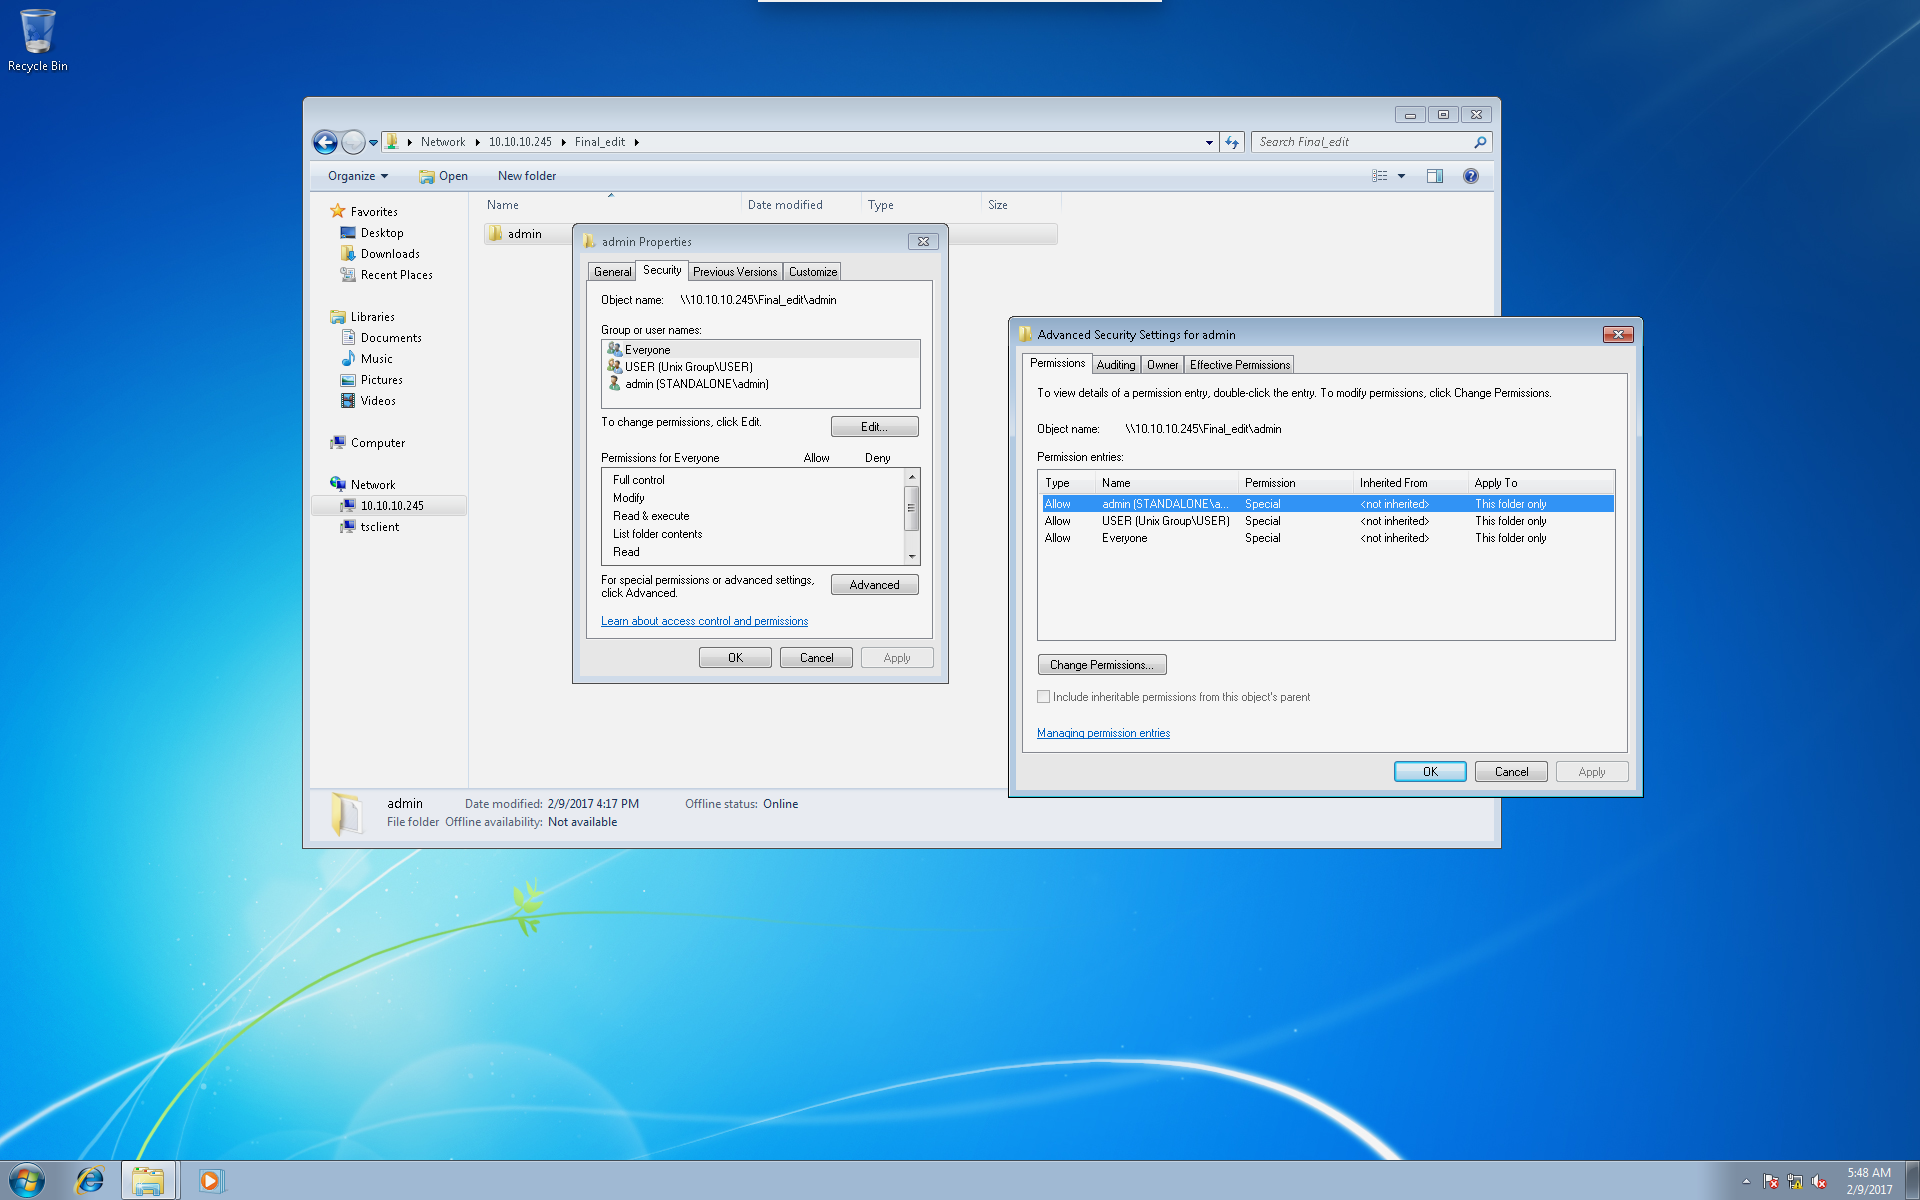 Recycle Bin
Network 10.10.10.245 Final_edit
Search Final_edit
Organize Open New folder
Favorites
Desktop
Downloads
Recent Places
Libraries
Documents
Music
Pictures
Videos
Computer
Network
10.10.10.245
tsclient
Name Date modified Type Size
admin
admin Properties
General Security Previous Versions Customize
Object name: \\10.10.10.245\Final_edit\admin
Group or user names:
Everyone
USER (Unix Group\USER)
admin (STANDALONE\admin)
To change permissions, click Edit.
Edit...
Permissions for Everyone Allow Deny
Full control
Modify
Read & execute
List folder contents
Read
For special permissions or advanced settings,
click Advanced.
Advanced
Learn about access control and permissions
OK Cancel Apply
Advanced Security Settings for admin
Permissions Auditing Owner Effective Permissions
To view details of a permission entry, double-click the entry. To modify permissions, click Change Permissions.
Object name: \\10.10.10.245\Final_edit\admin
Permission entries:
Type Name Permission Inherited From Apply To
Allow admin (STANDALONE\a... Special <not inherited> This folder only
Allow USER (Unix Group\USER) Special <not inherited> This folder only
Allow Everyone Special <not inherited> This folder only
Change Permissions...
Include inheritable permissions from this object's parent
Managing permission entries
OK Cancel Apply
admin Date modified: 2/9/2017 4:17 PM Offline status: Online
File folder Offline availability: Not available
5:48 AM
2/9/2017